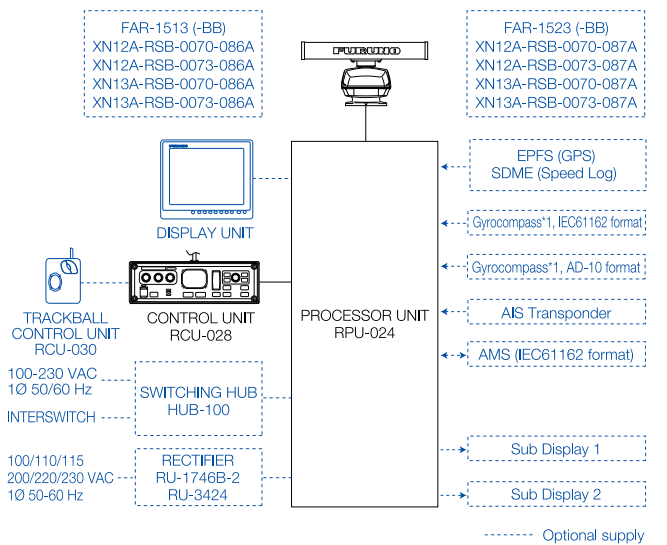 FAR-1513 (-BB)
XN12A-RSB-0070-086A
XN12A-RSB-0073-086A
XN13A-RSB-0070-086A
XN13A-RSB-0073-086A
FURUNO
FAR-1523 (-BB)
XN12A-RSB-0070-087A
XN12A-RSB-0073-087A
XN13A-RSB-0070-087A
XN13A-RSB-0073-087A
DISPLAY UNIT
TRACKBALL
CONTROL UNIT
RCU-030
CONTROL UNIT
RCU-028
100-230 VAC
1Ø 50/60 Hz
INTERSWITCH
SWITCHING HUB
HUB-100
100/110/115
200/220/230 VAC
1Ø 50-60 Hz
RECTIFIER
RU-1746B-2
RU-3424
PROCESSOR UNIT
RPU-024
EPFS (GPS)
SDME (Speed Log)
Gyrocompass*1, IEC61162 format
Gyrocompass*1, AD-10 format
AIS Transponder
AMS (IEC61162 format)
Sub Display 1
Sub Display 2
Optional supply